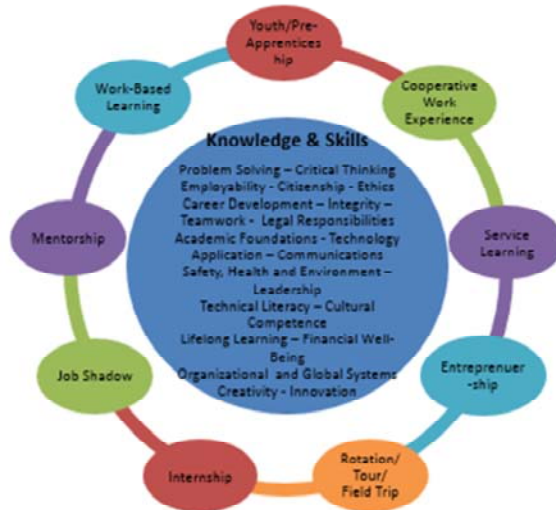 Youth/Pre-
Apprentices
hip
Cooperative
Work
Experience
Service
Learning
Entreprenuer
-ship
Rotation/
Tour/
Field Trip
Internship
Job Shadow
Mentorship
Work-Based
Learning
Knowledge & Skills
Problem Solving – Critical Thinking
Employability - Citizenship - Ethics
Career Development – Integrity –
Teamwork - Legal Responsibilities
Academic Foundations - Technology
Application – Communications
Safety, Health and Environment –
Leadership
Technical Literacy – Cultural
Competence
Lifelong Learning – Financial Well-
Being
Organizational and Global Systems
Creativity - Innovation